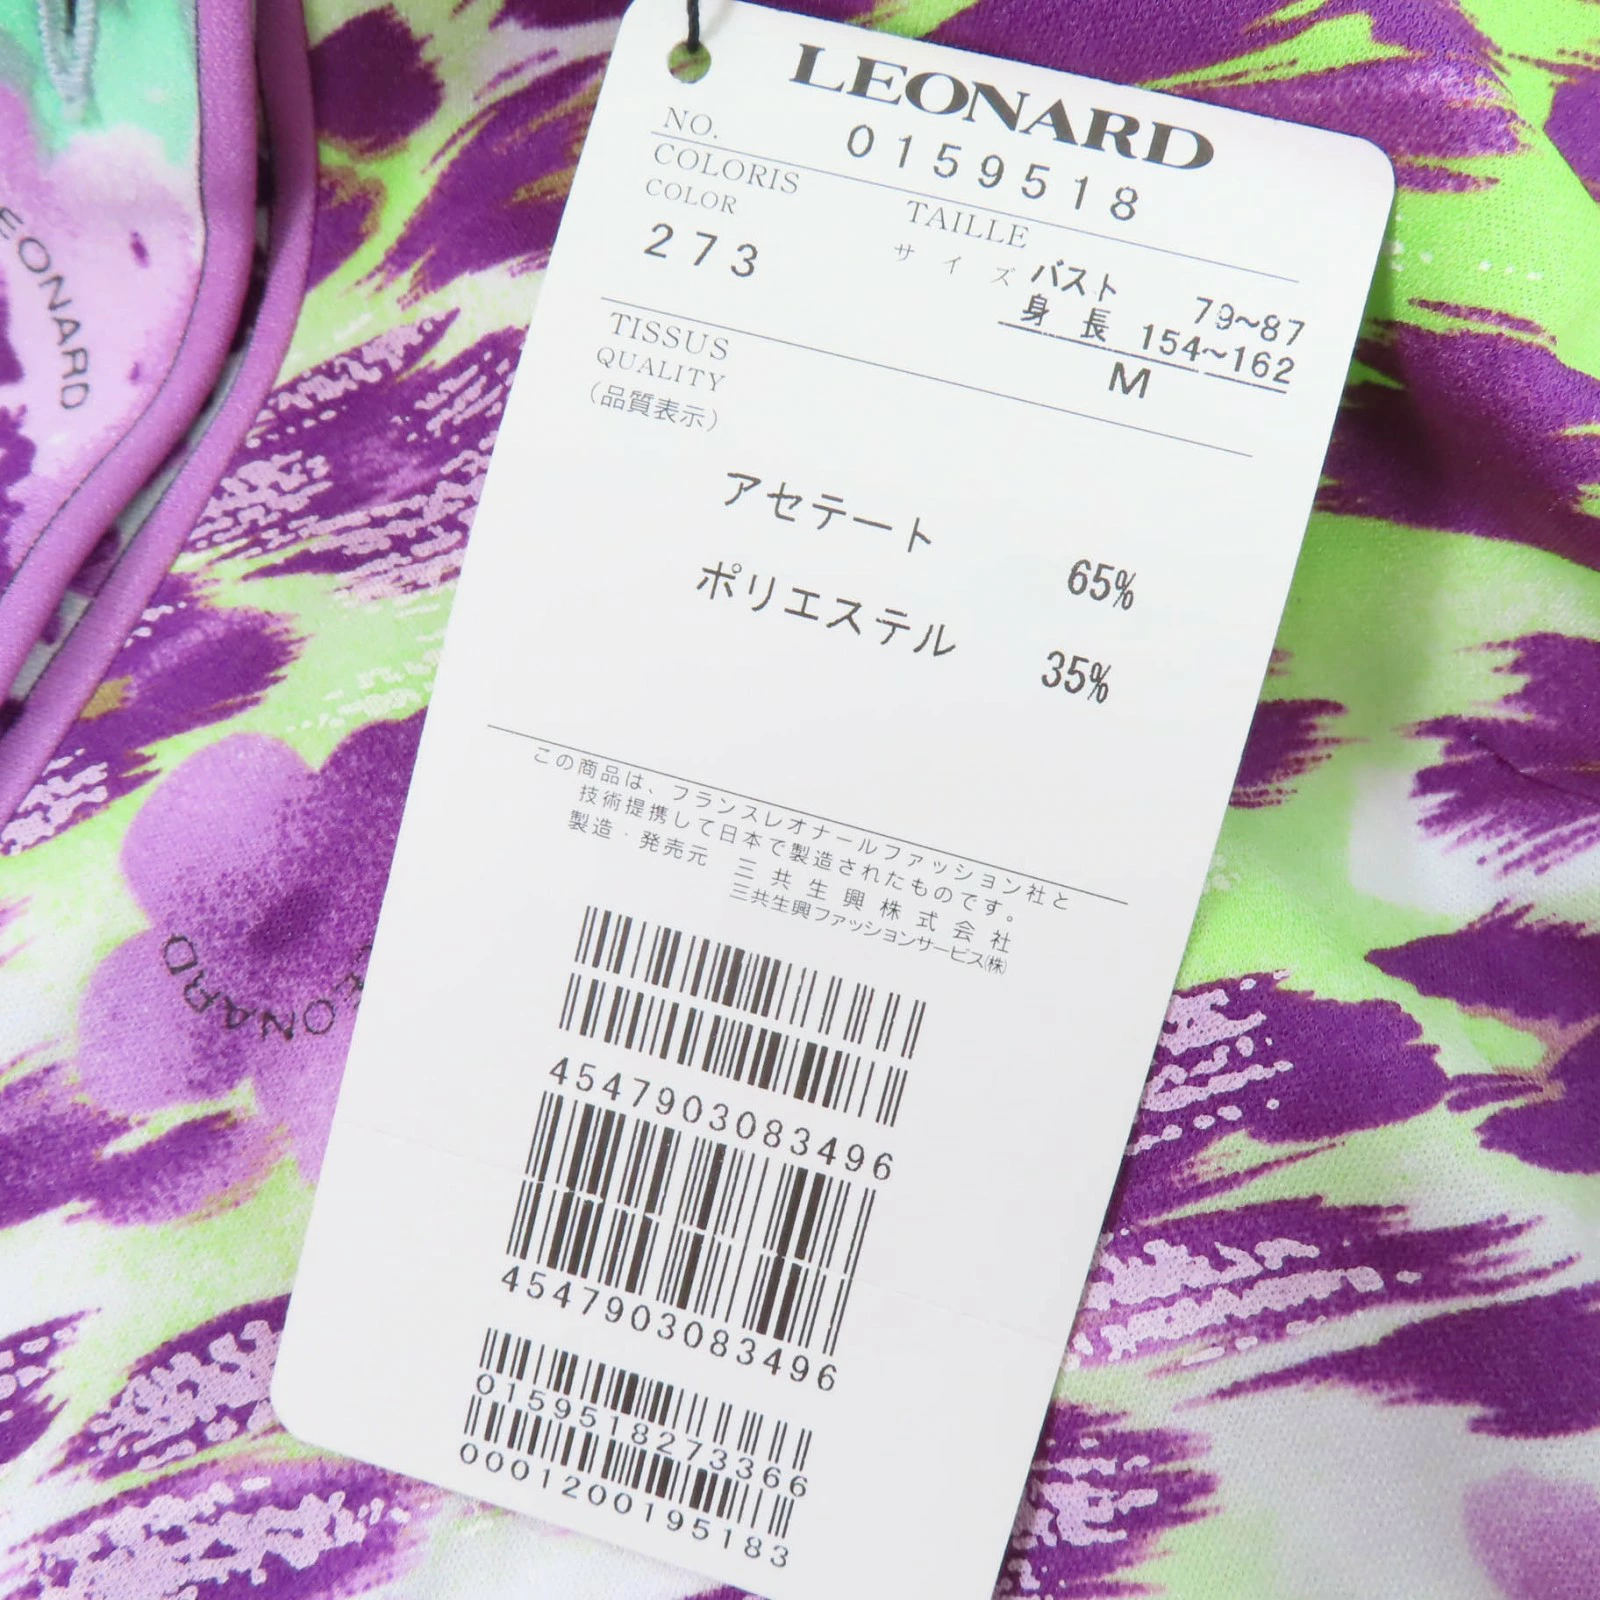 LEONARD
NO. 0159518
COLORIS
COLOR
273
TAILLE
サイズ
バスト 79~87
身長 154~162
M
TISSUS
QUALITY
(品質表示)
アセテート 65%
ポリエステル 35%
この商品は、フランスレオナールファッション社と
技術提携して日本で製造されたものです。
製造・発売元 三共生興株式会社
三共生興ファッションサービス㈱
4547903083496
4547903083496
0159518273366
0001200195183
LEONARD
LEONARD